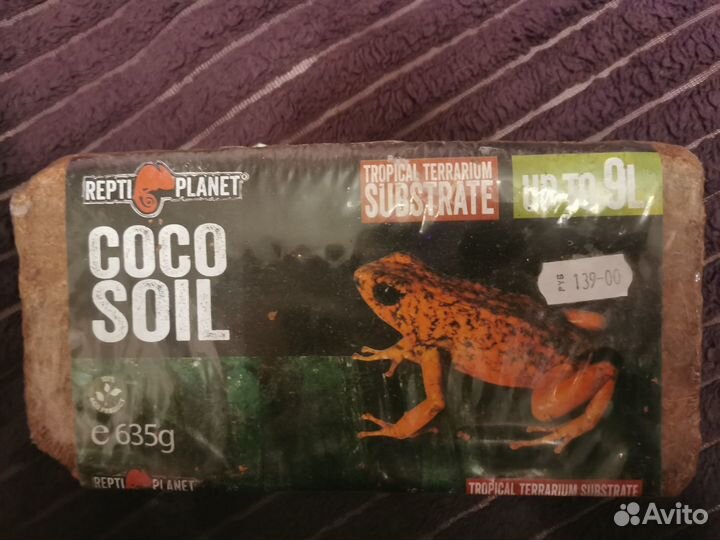 REPTI PLANET
TROPICAL TERRARIUM
SUBSTRATE
UP TO 9L
COCO
SOIL
РУБ 139-00
e 635g
REPTI PLANET
TROPICAL TERRARIUM SUBSTRATE
Avito